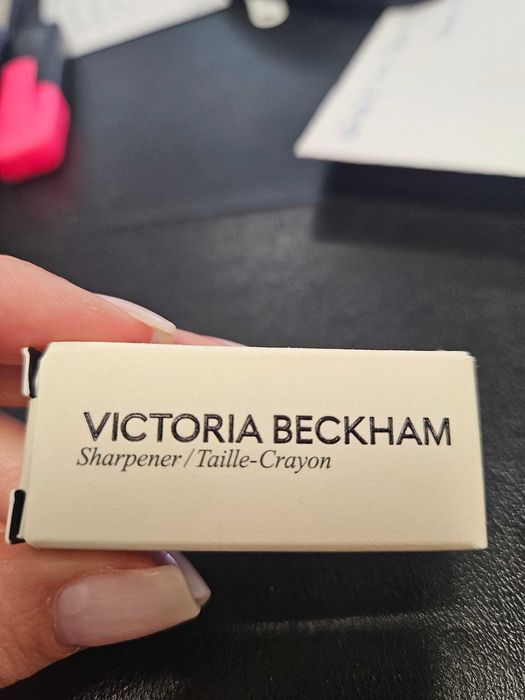 VICTORIA BECKHAM
Sharpener / Taille-Crayon